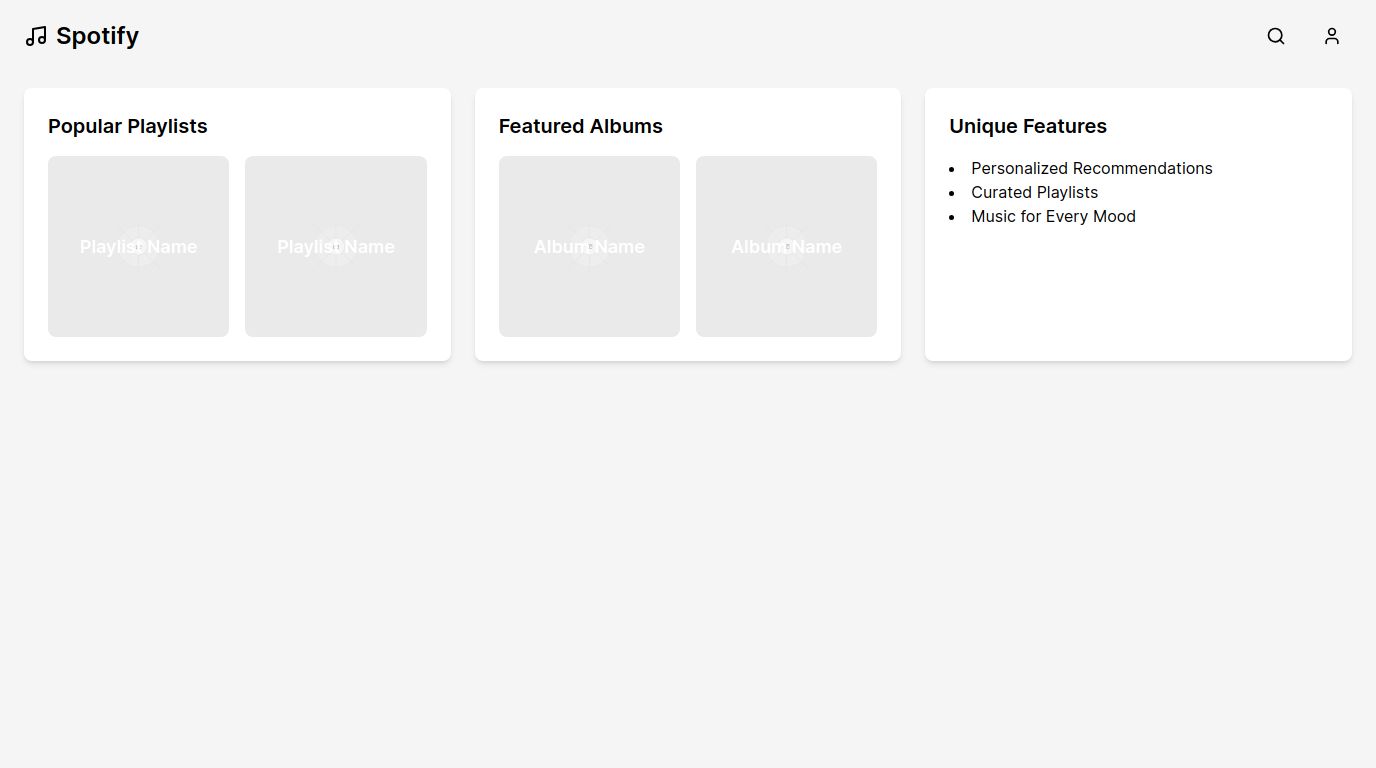 Spotify
Popular Playlists
Playlist Name
Playlist Name
Featured Albums
Album Name
Album Name
Unique Features
Personalized Recommendations
Curated Playlists
Music for Every Mood